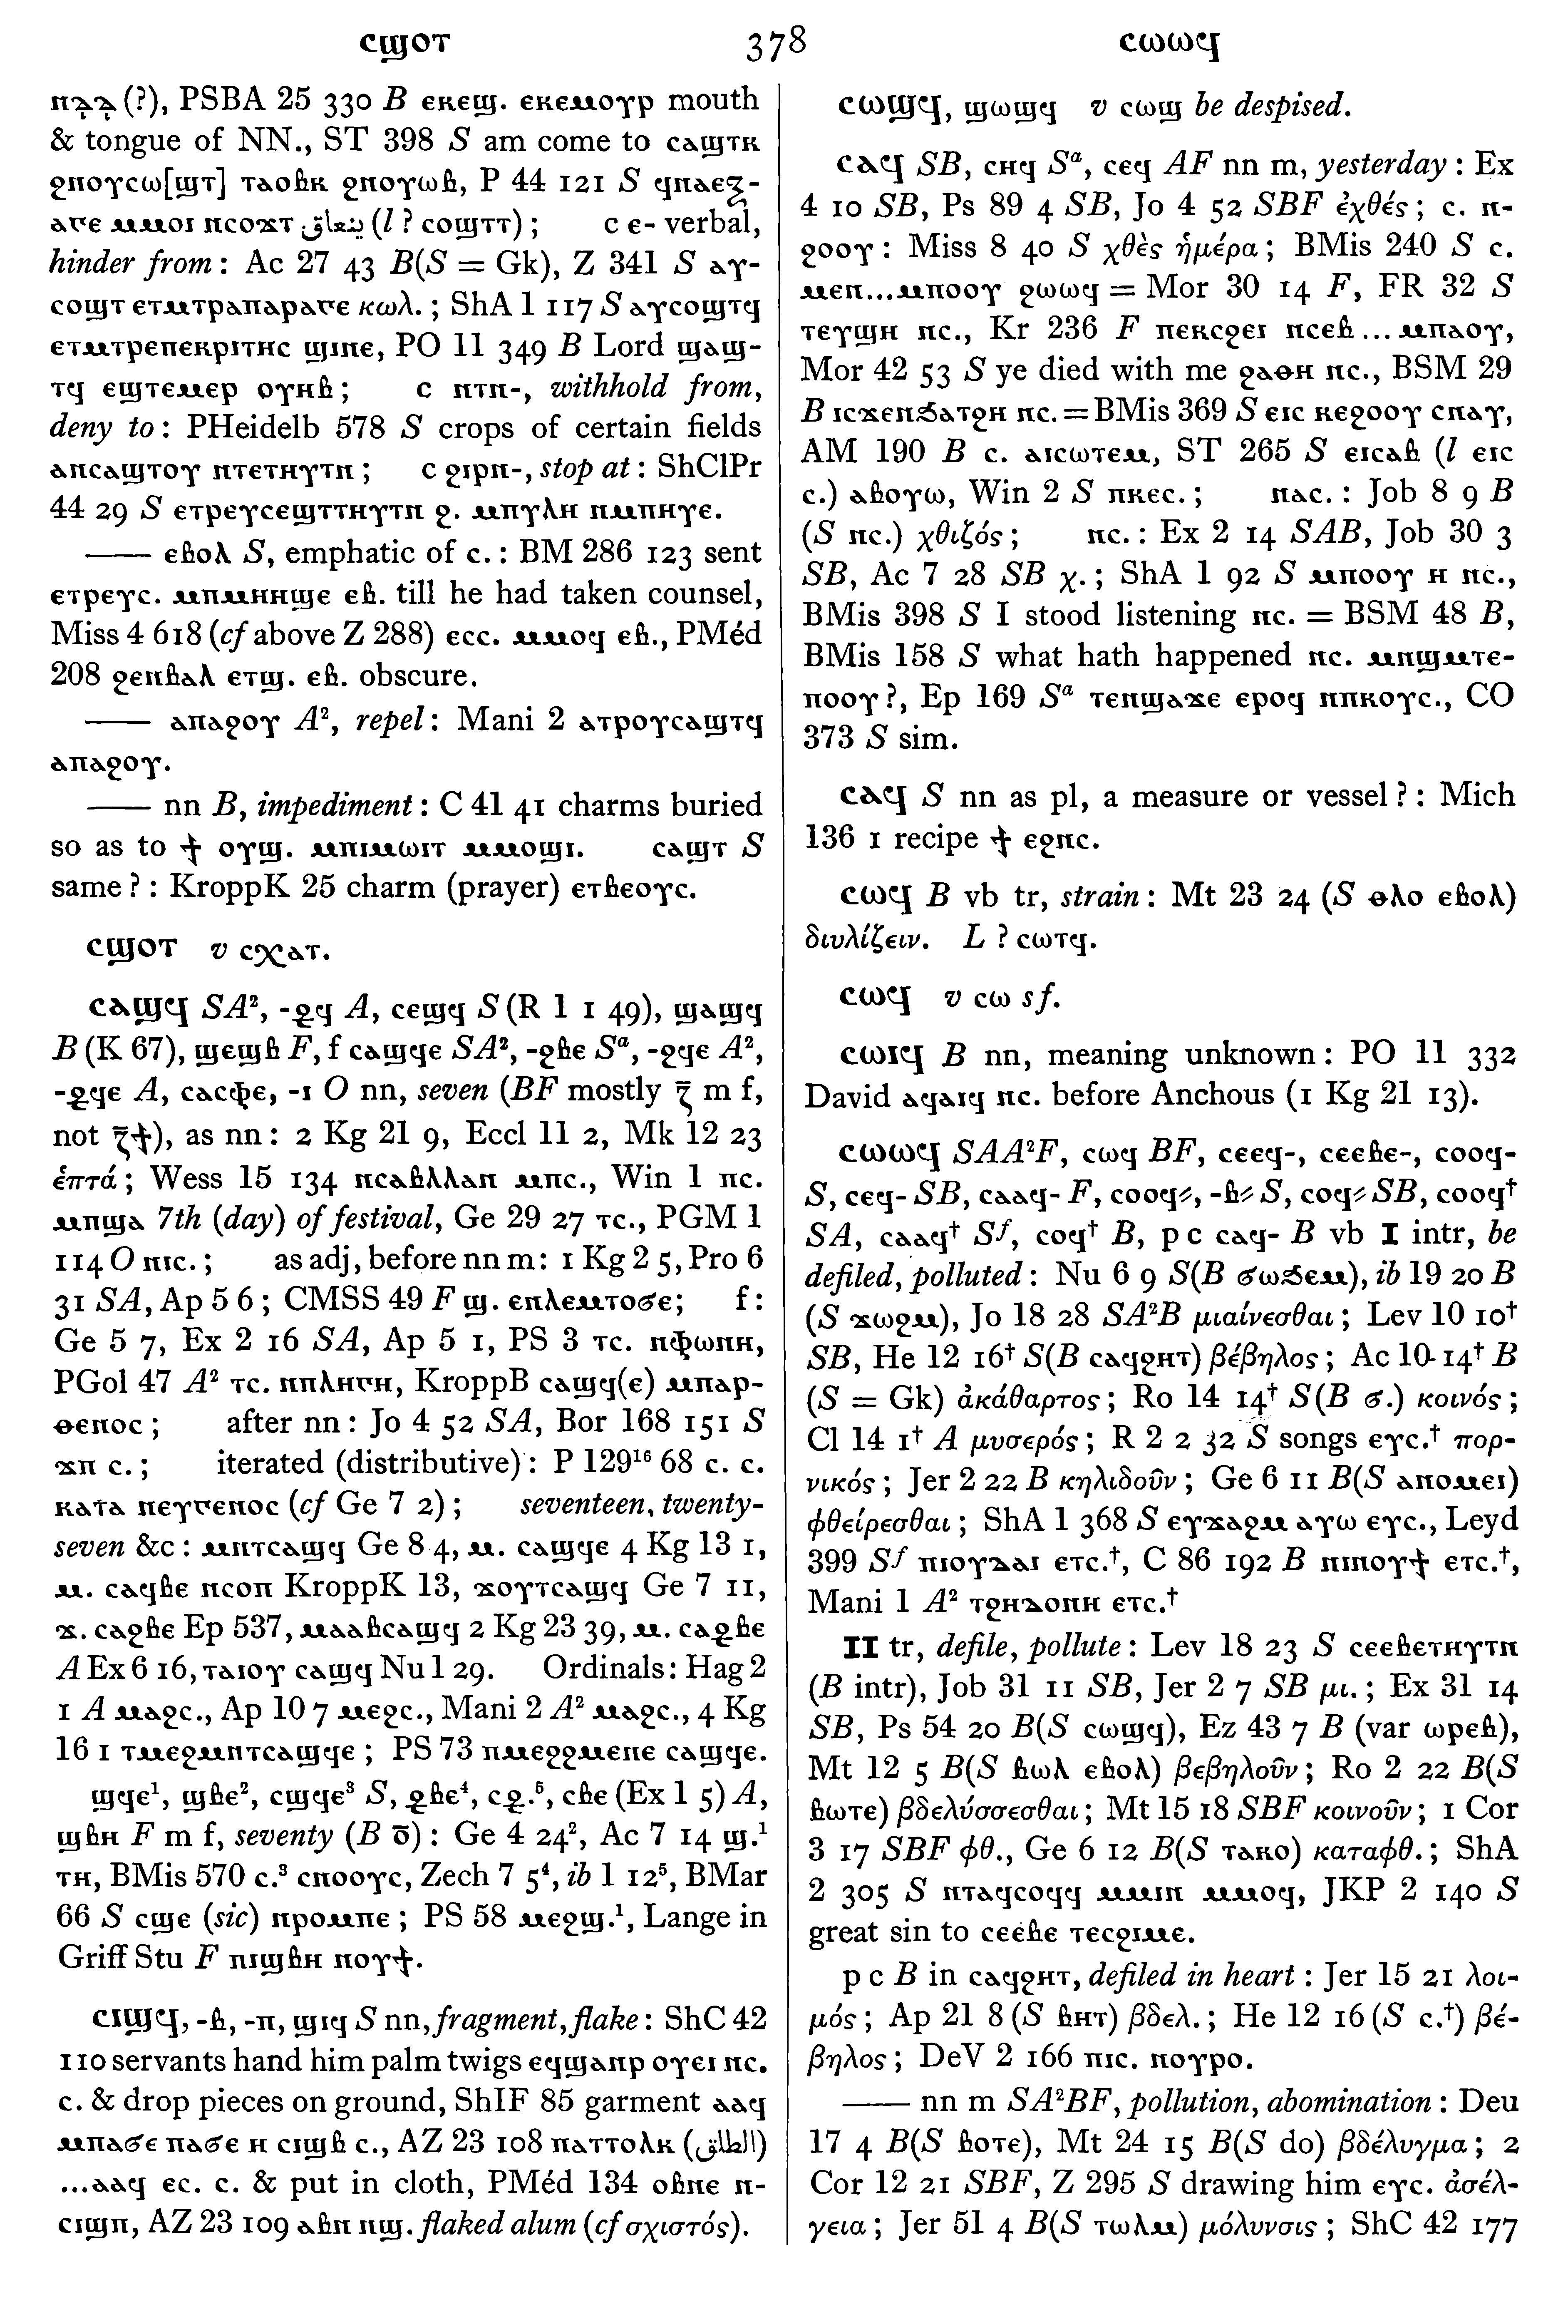 ⲥϣⲟⲧ 378 ⲥⲱⲱϥ
ⲛⲁ̣ⲁ̣(?), PSBA 25 330 B ⲉⲕⲉϣ. ⲉⲕⲉⲙⲟⲩⲣ mouth
& tongue of NN., ST 398 S am come to ⲥⲁϣⲧⲕ
ϩⲛⲟⲩⲥⲱ[ϣⲧ] ⲧⲁⲟⲃⲕ ϩⲛⲟⲩⲱⲃ, P 44 121 S ϥⲛⲁⲉⲝ-
ⲁⲅⲉ ⲙⲙⲟⲓ ⲛⲥⲟϫⲧ (l ? ⲥⲟϣⲧⲧ) ; ⲥ ⲉ- verbal,
hinder from : Ac 27 43 B(S = Gk), Z 341 S ⲁⲩ-
ⲥⲟϣⲧ ⲉⲧⲙⲧⲣⲁⲡⲁⲣⲁⲅⲉ κωλ. ; ShA 1 117 S ⲁⲩⲥⲟϣⲧϥ
ⲉⲧⲙⲧⲣⲉⲡⲉⲕⲣⲓⲧⲏⲥ ϣⲓⲛⲉ, PO 11 349 B Lord ϣⲁϣ-
ⲧϥ ⲉϣⲧⲉⲙⲉⲣ ⲟⲩⲏⲃ ; ⲥ ⲛⲧⲛ-, withhold from,
deny to : PHeidelb 578 S crops of certain fields
ⲁⲛⲥⲁϣⲧⲟⲩ ⲛⲧⲉⲧⲏⲩⲧⲛ ; ⲥ ϩⲓⲣⲛ-, stop at : ShClPr
44 29 S ⲉⲧⲣⲉⲩⲥⲉϣⲧⲧⲏⲩⲧⲛ ϩ. ⲙⲡⲩⲗⲏ ⲛⲙⲡⲏⲩⲉ.
—— ⲉⲃⲟⲗ S, emphatic of ⲥ. : BM 286 123 sent
ⲉⲧⲣⲉⲩⲥ. ⲙⲡⲙⲏⲏϣⲉ ⲉⲃ. till he had taken counsel,
Miss 4 618 (cf above Z 288) ⲉⲥⲥ. ⲙⲙⲟϥ ⲉⲃ., PMéd
208 ϩⲉⲛⲃⲁⲗ ⲉⲧϣ. ⲉⲃ. obscure.
—— ⲁⲡⲁϩⲟⲩ A², repel : Mani 2 ⲁⲧⲣⲟⲩⲥⲁϣⲧϥ
ⲁⲡⲁϩⲟⲩ.
—— nn B, impediment : C 41 41 charms buried
so as to ϯ ⲟⲩϣ. ⲙⲡⲓⲙⲱⲓⲧ ⲙⲙⲟϣⲓ. ⲥⲁϣⲧ S
same ? : KroppK 25 charm (prayer) ⲉⲧⲃⲉⲟⲩⲥ.
ⲥϣⲟⲧ v ⲥⲭⲁⲧ.
ⲥⲁϣϥ SA², -ⳉϥ A, ⲥⲉϣϥ S (R 1 1 49), ϣⲁϣϥ
B (K 67), ϣⲉϣⲃ F, f ⲥⲁϣϥⲉ SA², -ϩⲃⲉ Sᵃ, -ϩϥⲉ A²,
-ⳉϥⲉ A, ⲥⲁⲥⲫⲉ, -ⲓ O nn, seven (BF mostly ⲍ̄ m f,
not ⲍ̄ϯ), as nn : 2 Kg 21 9, Eccl 11 2, Mk 12 23
ἑπτά ; Wess 15 134 ⲡⲥⲁⲃⲗⲗⲁⲛ ⲙⲡⲥ., Win 1 ⲡⲥ.
ⲙⲡϣⲁ 7th (day) of festival, Ge 29 27 ⲧⲥ., PGM 1
114 O ⲡⲓⲥ. ; as adj, before nn m : 1 Kg 2 5, Pro 6
31 SA, Ap 5 6 ; CMSS 49 F ϣ. ⲉⲛⲗⲉⲙⲧⲟϭⲉ ; f :
Ge 5 7, Ex 2 16 SA, Ap 5 1, PS 3 ⲧⲥ. ⲛⲫⲱⲛⲏ,
PGol 47 A² ⲧⲥ. ⲛⲡⲗⲏⲅⲏ, KroppB ⲥⲁϣϥ(ⲉ) ⲙⲡⲁⲣ-
ⲑⲉⲛⲟⲥ ; after nn : Jo 4 52 SA, Bor 168 151 S
ϫⲡ ⲥ. ; iterated (distributive) : P 129¹⁶ 68 ⲥ. ⲥ.
ⲕⲁⲧⲁ ⲡⲉⲩⲅⲉⲛⲟⲥ (cf Ge 7 2) ; seventeen, twenty-
seven &c : ⲙⲛⲧⲥⲁϣϥ Ge 8 4, ⲙ. ⲥⲁϣϥⲉ 4 Kg 13 1,
ⲙ. ⲥⲁϥⲃⲉ ⲛⲥⲟⲡ KroppK 13, ϫⲟⲩⲧⲥⲁϣϥ Ge 7 11,
ϫ. ⲥⲁϩⲃⲉ Ep 537, ⲙⲁⲁⲃⲥⲁϣϥ 2 Kg 23 39, ⲙ. ⲥⲁⳉⲃⲉ
A Ex 6 16, ⲧⲁⲓⲟⲩ ⲥⲁϣϥ Nu 1 29. Ordinals : Hag 2
1 A ⲙⲁϩⲥ., Ap 10 7 ⲙⲉϩⲥ., Mani 2 A² ⲙⲁϩⲥ., 4 Kg
16 1 ⲧⲙⲉϩⲙⲛⲧⲥⲁϣϥⲉ ; PS 73 ⲡⲙⲉϩϩⲙⲉⲛⲉ ⲥⲁϣϥⲉ.
ϣϥⲉ¹, ϣⲃⲉ², ⲥϣϥⲉ³ S, ⳉⲃⲉ⁴, ⲥⳉ.⁵, ⲥⲃⲉ (Ex 1 5) A,
ϣⲃⲏ F m f, seventy (B ⲟ̄) : Ge 4 24², Ac 7 14 ϣ.¹
ⲧⲏ, BMis 570 ⲥ.³ ⲥⲛⲟⲟⲩⲥ, Zech 7 5⁴, ib 1 12⁵, BMar
66 S ⲥϣⲉ (sic) ⲛⲣⲟⲙⲡⲉ ; PS 58 ⲙⲉϩϣ.¹, Lange in
Griff Stu F ⲡⲓϣⲃⲏ ⲛⲟⲩϯ.
ⲥⲓϣϥ, -ⲃ, -ⲡ, ϣⲓϥ S nn, fragment, flake : ShC 42
110 servants hand him palm twigs ⲉϥϣⲁⲛⲣ ⲟⲩⲉⲓ ⲛⲥ.
ⲥ. & drop pieces on ground, ShIF 85 garment ⲁⲁϥ
ⲙⲡⲁϭⲉ ⲡⲁϭⲉ ⲏ ⲥⲓϣⲃ ⲥ., AZ 23 108 ⲡⲁⲧⲧⲟⲗⲕ (الطلق)
...ⲁⲁϥ ⲉⲥ. ⲥ. & put in cloth, PMéd 134 ⲟⲃⲛⲉ ⲛ-
ⲥⲓϣⲡ, AZ 23 109 ⲁⲃⲛ ⲛϣ. flaked alum (cf σχιστός).
ⲥⲱϣϥ, ϣⲱϣϥ v ⲥⲱϣ be despised.
ⲥⲁϥ SB, ⲥⲏϥ Sᵃ, ⲥⲉϥ AF nn m, yesterday : Ex
4 10 SB, Ps 89 4 SB, Jo 4 52 SBF ἐχθές ; ⲥ. ⲛ-
ϩⲟⲟⲩ : Miss 8 40 S χθὲς ἡμέρα ; BMis 240 S ⲥ.
ⲙⲉⲛ...ⲙⲡⲟⲟⲩ ϩⲱⲱϥ = Mor 30 14 F, FR 32 S
ⲧⲉⲩϣⲏ ⲛⲥ., Kr 236 F ⲡⲉⲕⲥϩⲉⲓ ⲛⲥⲉⲃ ... ⲙⲡⲁⲟⲩ,
Mor 42 53 S ye died with me ϩⲁⲑⲏ ⲛⲥ., BSM 29
B ⲓⲥϫⲉⲛϧⲁⲧϩⲏ ⲛⲥ. = BMis 369 S ⲉⲓⲥ ⲕⲉϩⲟⲟⲩ ⲥⲛⲁⲩ,
AM 190 B ⲥ. ⲁⲓⲥⲱⲧⲉⲙ, ST 265 S ⲉⲓⲥⲁⲃ (l ⲉⲓⲥ
ⲥ.) ⲁⲃⲟⲩⲱ, Win 2 S ⲡⲕⲉⲥ. ; ⲡⲁⲥ. : Job 8 9 B
(S ⲛⲥ.) χθιζός ; ⲛⲥ. : Ex 2 14 SAB, Job 30 3
SB, Ac 7 28 SB χ. ; ShA 1 92 S ⲙⲡⲟⲟⲩ ⲏ ⲛⲥ.,
BMis 398 S I stood listening ⲛⲥ. = BSM 48 B,
BMis 158 S what hath happened ⲛⲥ. ⲙⲡϣⲙⲧⲉ-
ⲡⲟⲟⲩ ?, Ep 169 Sᵃ ⲧⲉⲛϣⲁϫⲉ ⲉⲣⲟϥ ⲛⲡⲕⲟⲩⲥ., CO
373 S sim.
ⲥⲁϥ S nn as pl, a measure or vessel ? : Mich
136 1 recipe ϯ ⲉϩⲛⲥ.
ⲥⲱϥ B vb tr, strain : Mt 23 24 (S ⲑⲗⲟ ⲉⲃⲟⲗ)
διυλίζειν. L ? ⲥⲱⲧϥ.
ⲥⲱϥ v ⲥⲱ sf.
ⲥⲱⲓϥ B nn, meaning unknown : PO 11 332
David ⲁϥⲁⲓϥ ⲛⲥ. before Anchous (1 Kg 21 13).
ⲥⲱⲱϥ SAA²F, ⲥⲱϥ BF, ⲥⲉⲉϥ-, ⲥⲉⲉⲃⲉ-, ⲥⲟⲟϥ-
S, ⲥⲉϥ- SB, ⲥⲁⲁϥ- F, ⲥⲟⲟϥ⸗, -ⲃ⸗ S, ⲥⲟϥ⸗ SB, ⲥⲟⲟϥ†
SA, ⲥⲁⲁϥ† Sᶠ, ⲥⲟϥ† B, p c ⲥⲁϥ- B vb I intr, be
defiled, polluted : Nu 6 9 S(B ϭⲱϧⲉⲙ), ib 19 20 B
(S ϫⲱϩⲙ), Jo 18 28 SA²B μιαίνεσθαι ; Lev 10 10†
SB, He 12 16† S(B ⲥⲁϥϩⲏⲧ) βέβηλος ; Ac 10 14† B
(S = Gk) ἀκάθαρτος ; Ro 14 14† S(B ϭ.) κοινός ;
Cl 14 1† A μυσερός ; R 2 2 32 S songs ⲉⲩⲥ.† πορ-
νικός ; Jer 2 22 B κηλιδοῦν ; Ge 6 11 B(S ⲁⲡⲟⲙⲉⲓ)
φθείρεσθαι ; ShA 1 368 S ⲉⲩϫⲁϩⲙ ⲁⲩⲱ ⲉⲩⲥ., Leyd
399 Sᶠ ⲡⲓⲟⲩⲇⲁⲓ ⲉⲧⲥ.†, C 86 192 B ⲡⲓⲛⲟⲩϯ ⲉⲧⲥ.†,
Mani 1 A² ⲧϩⲏⲇⲟⲛⲏ ⲉⲧⲥ.†
II tr, defile, pollute : Lev 18 23 S ⲥⲉⲉⲃⲉⲧⲏⲩⲧⲛ
(B intr), Job 31 11 SB, Jer 2 7 SB μι. ; Ex 31 14
SB, Ps 54 20 B(S ⲥⲱϣϥ), Ez 43 7 B (var ⲱⲣⲉⲃ),
Mt 12 5 B(S ⲃⲱⲗ ⲉⲃⲟⲗ) βεβηλοῦν ; Ro 2 22 B(S
ⲃⲱⲧⲉ) βδελύσσεσθαι ; Mt 15 18 SBF κοινοῦν ; 1 Cor
3 17 SBF φθ., Ge 6 12 B(S ⲧⲁⲕⲟ) καταφθ. ; ShA
2 305 S ⲛⲧⲁϥⲥⲟϥϥ ⲙⲙⲓⲛ ⲙⲙⲟϥ, JKP 2 140 S
great sin to ⲥⲉⲉⲃⲉ ⲧⲉⲥϩⲓⲙⲉ.
p c B in ⲥⲁϥϩⲏⲧ, defiled in heart : Jer 15 21 λοι-
μός ; Ap 21 8 (S ⲃⲏⲧ) βδελ. ; He 12 16 (S ⲥ.†) βέ-
βηλος ; DeV 2 166 ⲡⲓⲥ. ⲛⲟⲩⲣⲟ.
—— nn m SA²BF, pollution, abomination : Deu
17 4 B(S ⲃⲟⲧⲉ), Mt 24 15 B(S do) βδέλυγμα ; 2
Cor 12 21 SBF, Z 295 S drawing him ⲉⲩⲥ. ἀσέλ-
γεια ; Jer 51 4 B(S ⲧⲱⲗⲙ) μόλυνσις ; ShC 42 177